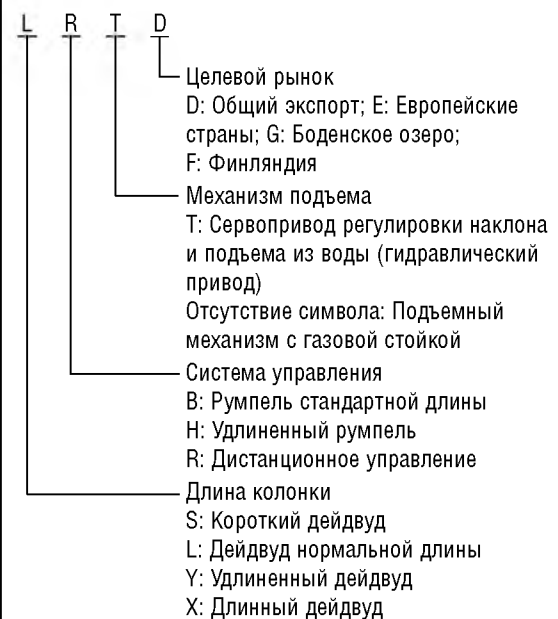 L R T D
Целевой рынок
D: Общий экспорт; E: Европейские
страны; G: Боденское озеро;
F: Финляндия
Механизм подъема
T: Сервопривод регулировки наклона
и подъема из воды (гидравлический
привод)
Отсутствие символа: Подъемный
механизм с газовой стойкой
Система управления
B: Румпель стандартной длины
H: Удлиненный румпель
R: Дистанционное управление
Длина колонки
S: Короткий дейдвуд
L: Дейдвуд нормальной длины
Y: Удлиненный дейдвуд
X: Длинный дейдвуд